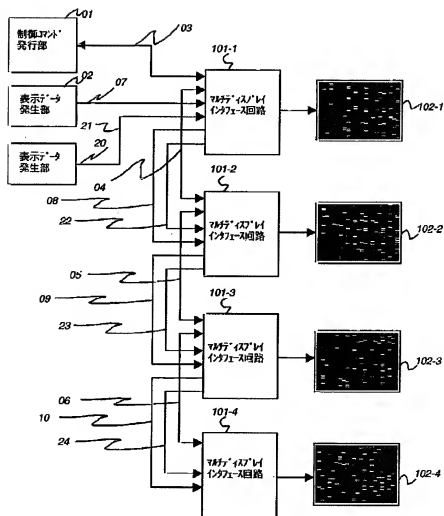 01
制御コマンド
発行部
03
101-1
02
07
表示データ
発生部
マルチディスプレイ
インタフェース回路
102-1
21
表示データ
発生部
20
04
08
22
101-2
マルチディスプレイ
インタフェース回路
102-2
05
09
23
101-3
マルチディスプレイ
インタフェース回路
102-3
06
10
24
101-4
マルチディスプレイ
インタフェース回路
102-4